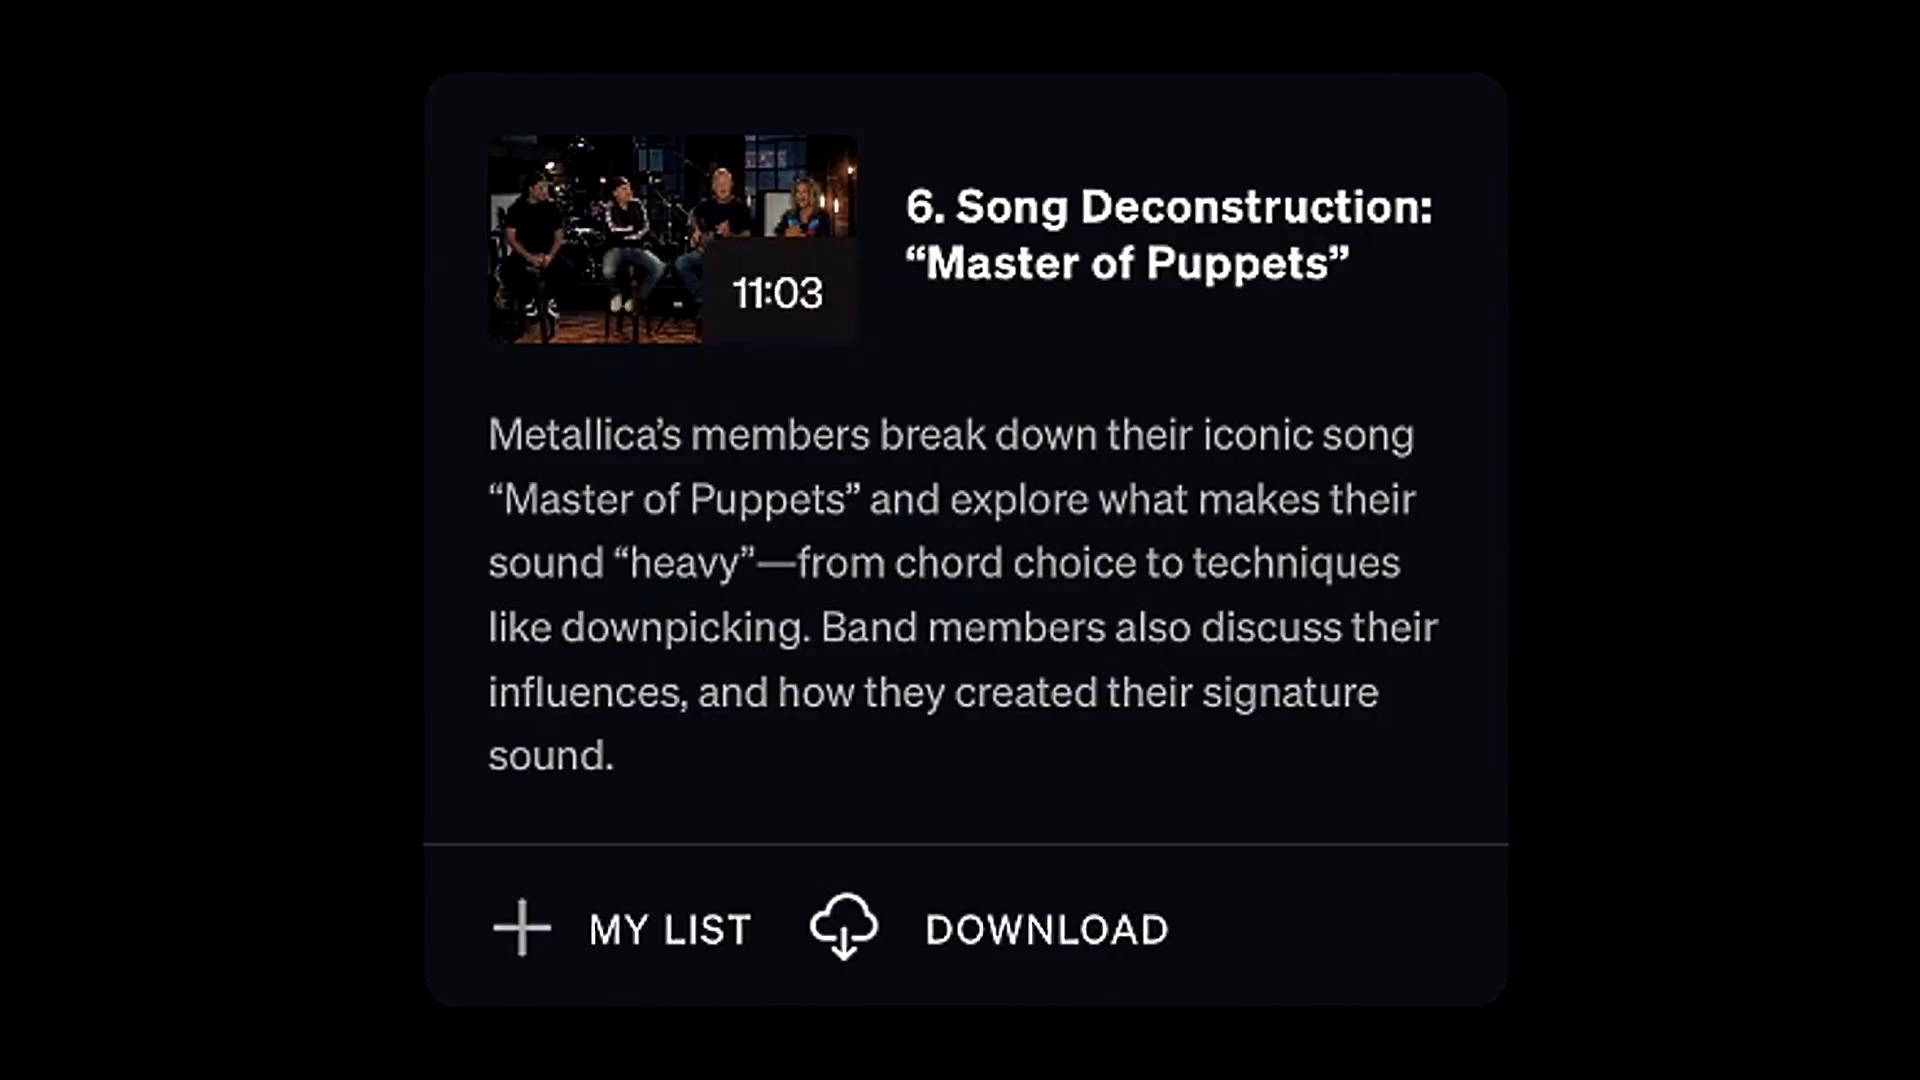 6. Song Deconstruction:
“Master of Puppets”
11:03
Metallica’s members break down their iconic song
“Master of Puppets” and explore what makes their
sound “heavy”—from chord choice to techniques
like downpicking. Band members also discuss their
influences, and how they created their signature
sound.
MY LIST
DOWNLOAD